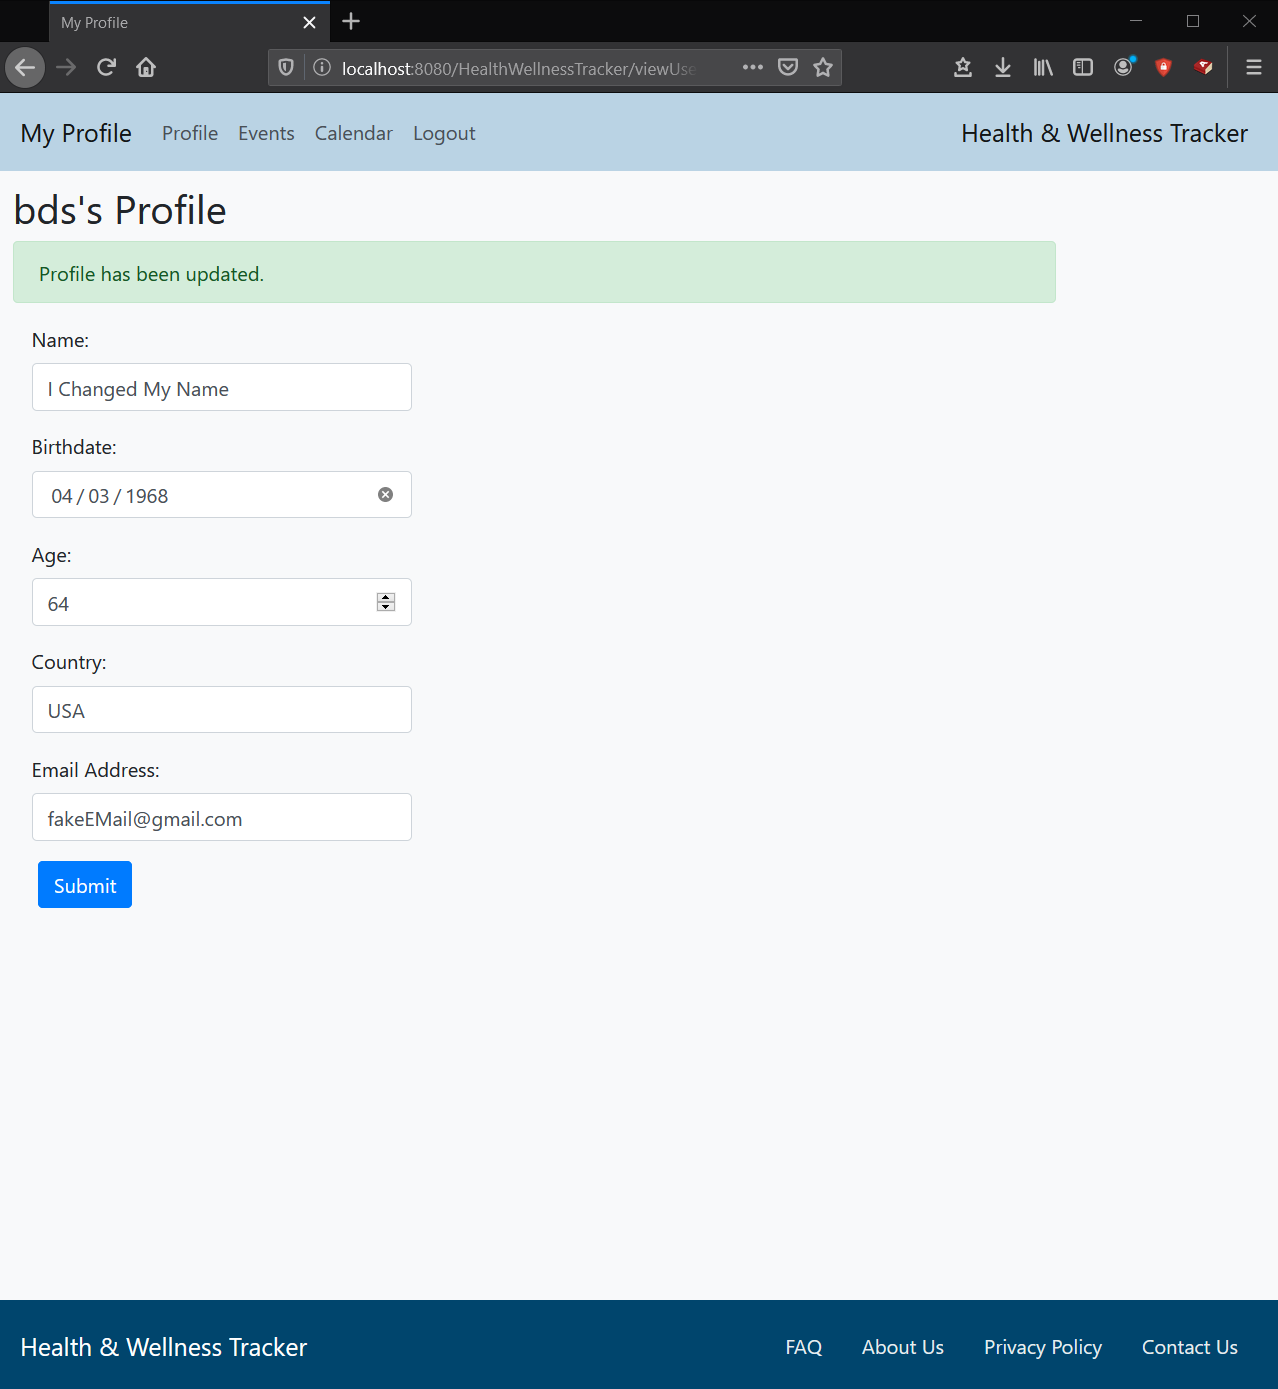 My Profile
localhost:8080/HealthWellnessTracker/viewUse
My Profile Profile Events Calendar Logout Health & Wellness Tracker
bds's Profile
Profile has been updated.
Name:
I Changed My Name
Birthdate:
04 / 03 / 1968
Age:
64
Country:
USA
Email Address:
fakeEMail@gmail.com
Submit
Health & Wellness Tracker FAQ About Us Privacy Policy Contact Us